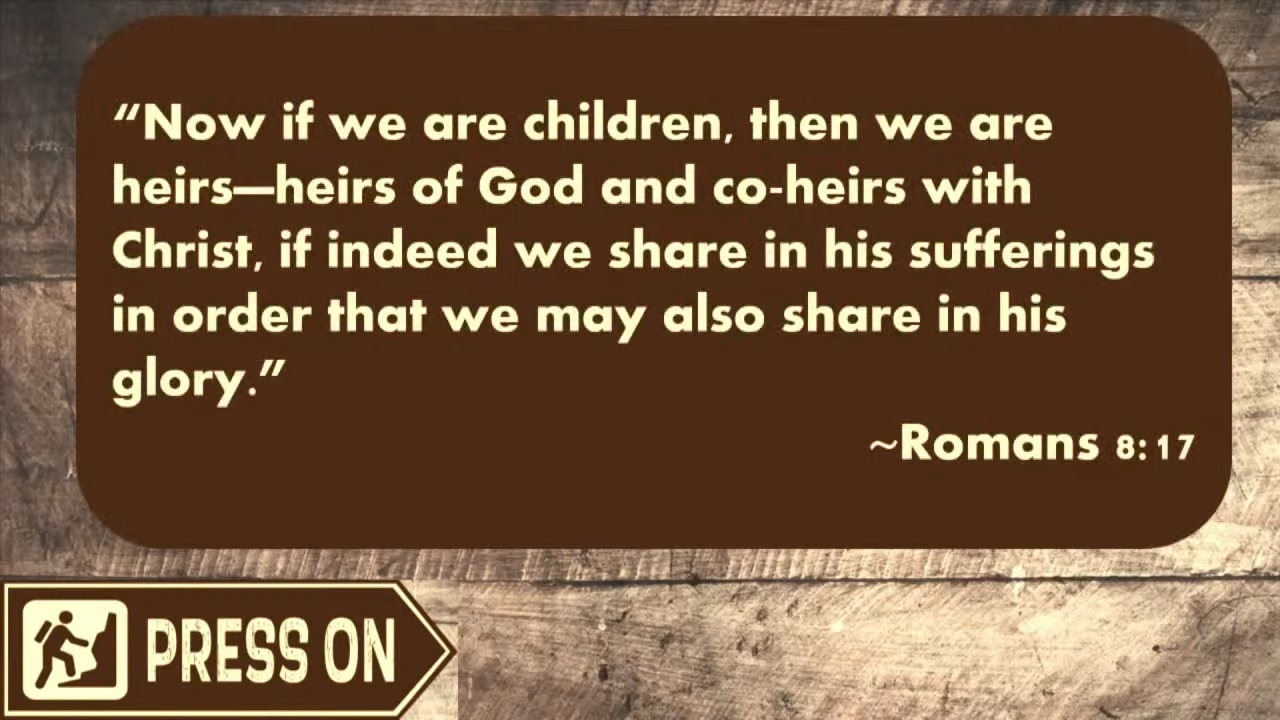 “Now if we are children, then we are
heirs—heirs of God and co-heirs with
Christ, if indeed we share in his sufferings
in order that we may also share in his
glory.”
~Romans 8:17
PRESS ON